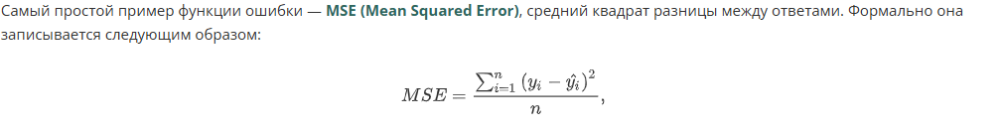 Самый простой пример функции ошибки — MSE (Mean Squared Error), средний квадрат разницы между ответами. Формально она
записывается следующим образом:
MSE = \frac{\sum_{i=1}^{n} (y_i - \hat{y_i})^2}{n},